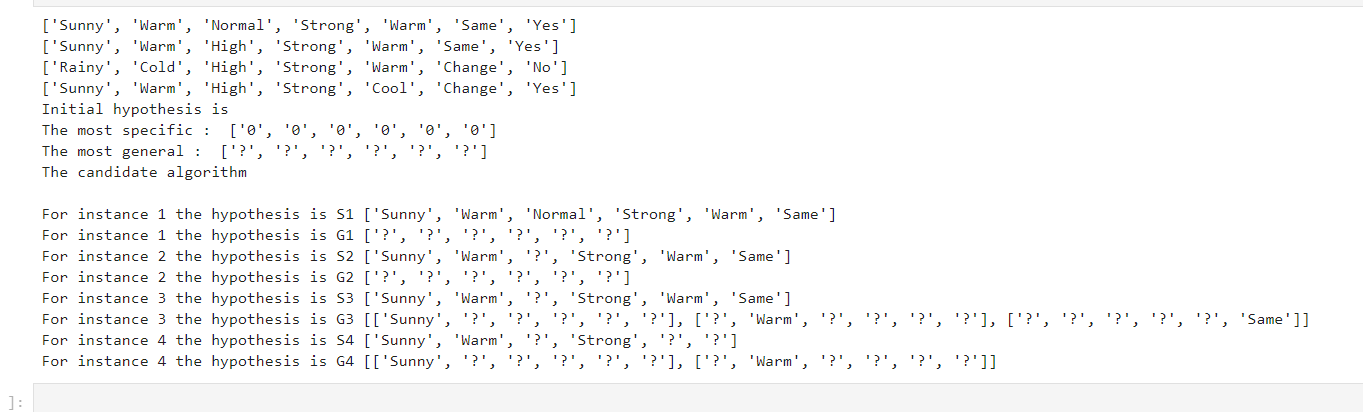 ['Sunny', 'Warm', 'Normal', 'Strong', 'Warm', 'Same', 'Yes']
['Sunny', 'Warm', 'High', 'Strong', 'Warm', 'Same', 'Yes']
['Rainy', 'Cold', 'High', 'Strong', 'Warm', 'Change', 'No']
['Sunny', 'Warm', 'High', 'Strong', 'Cool', 'Change', 'Yes']
Initial hypothesis is
The most specific :  ['0', '0', '0', '0', '0', '0']
The most general :  ['?', '?', '?', '?', '?', '?']
The candidate algorithm
For instance 1 the hypothesis is S1 ['Sunny', 'Warm', 'Normal', 'Strong', 'Warm', 'Same']
For instance 1 the hypothesis is G1 ['?', '?', '?', '?', '?', '?']
For instance 2 the hypothesis is S2 ['Sunny', 'Warm', '?', 'Strong', 'Warm', 'Same']
For instance 2 the hypothesis is G2 ['?', '?', '?', '?', '?', '?']
For instance 3 the hypothesis is S3 ['Sunny', 'Warm', '?', 'Strong', 'Warm', 'Same']
For instance 3 the hypothesis is G3 [['Sunny', '?', '?', '?', '?', '?'], ['?', 'Warm', '?', '?', '?', '?'], ['?', '?', '?', '?', '?', 'Same']]
For instance 4 the hypothesis is S4 ['Sunny', 'Warm', '?', 'Strong', '?', '?']
For instance 4 the hypothesis is G4 [['Sunny', '?', '?', '?', '?', '?'], ['?', 'Warm', '?', '?', '?', '?']]
]: